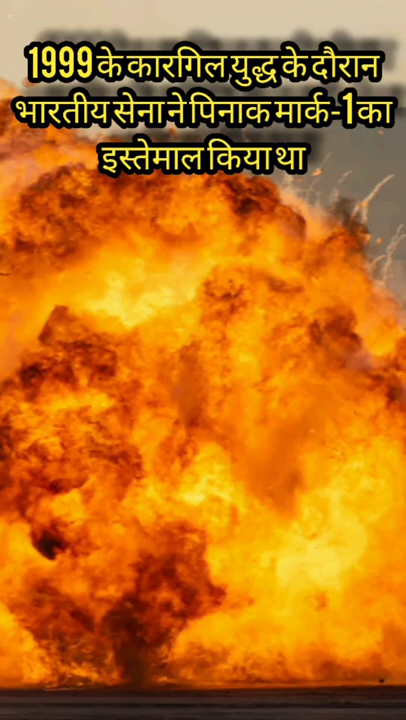 1999 के कारगिल युद्ध के दौरान
भारतीय सेना ने पिनाक मार्क-1 का
इस्तेमाल किया था